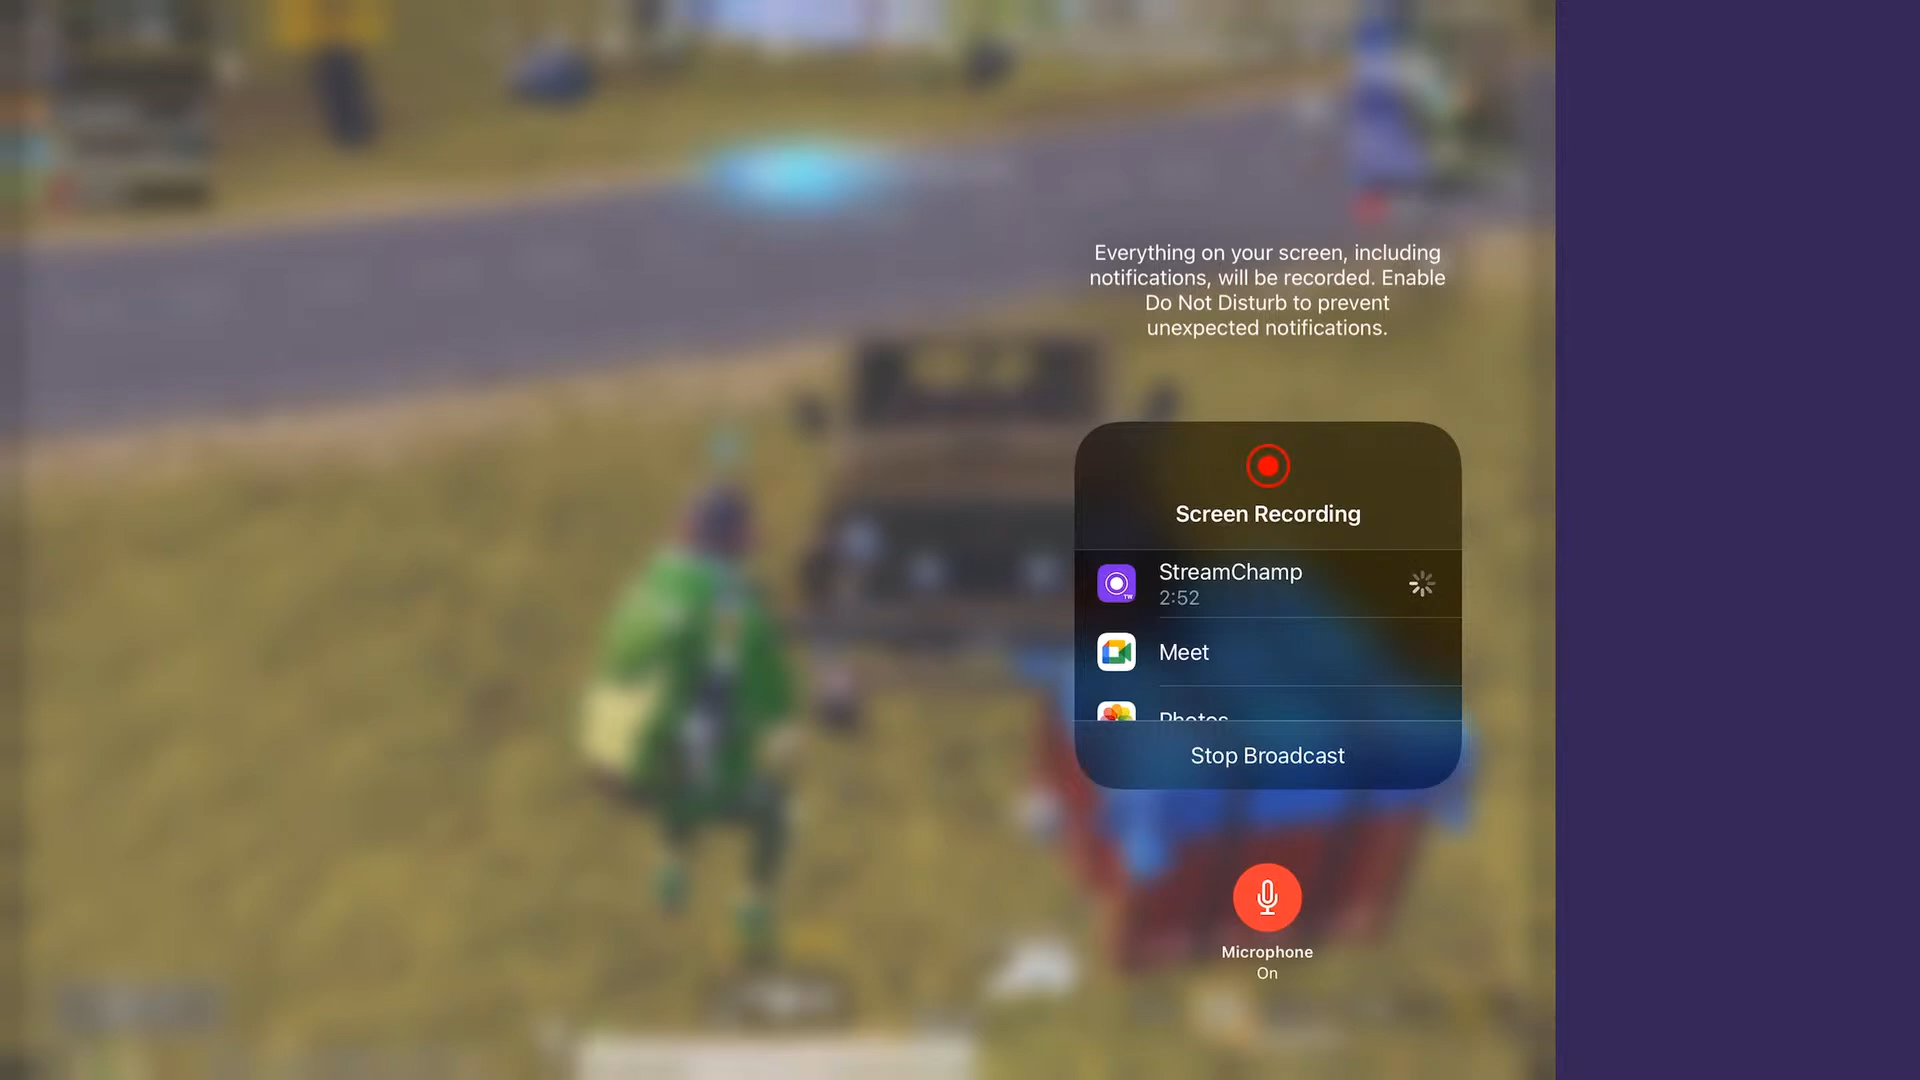 Everything on your screen, including
notifications, will be recorded. Enable
Do Not Disturb to prevent
unexpected notifications.
Screen Recording
StreamChamp
2:52
Meet
Photos
Stop Broadcast
Microphone
On